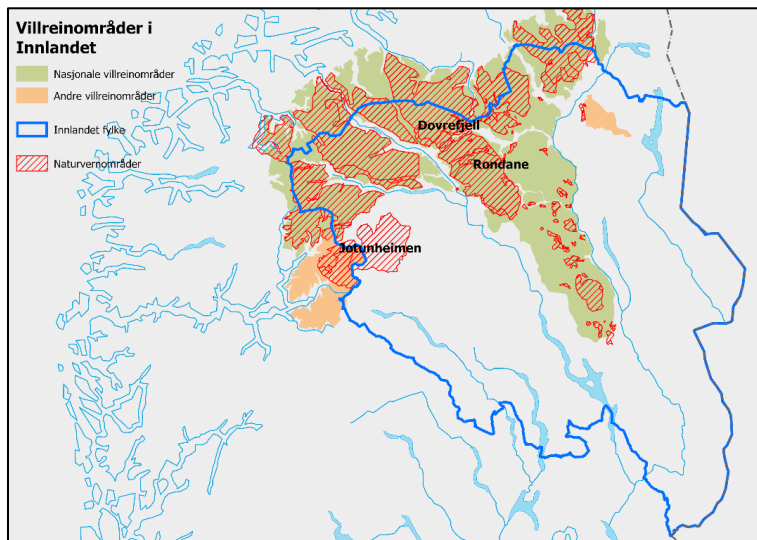 Villreinområder i
Innlandet
Nasjonale villreinområder
Andre villreinområder
Innlandet fylke
Naturvernområder
Dovrefjell
Rondane
Jotunheimen